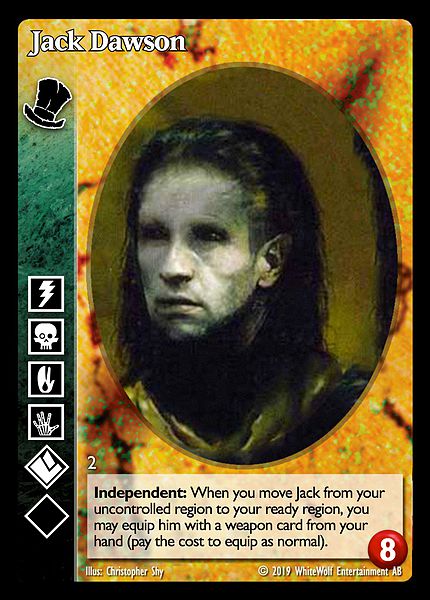 Jack Dawson
2
Independent: When you move Jack from your
uncontrolled region to your ready region, you
may equip him with a weapon card from your
hand (pay the cost to equip as normal).
8
Illus: Christopher Shy
© 2019 WhiteWolf Entertainment AB